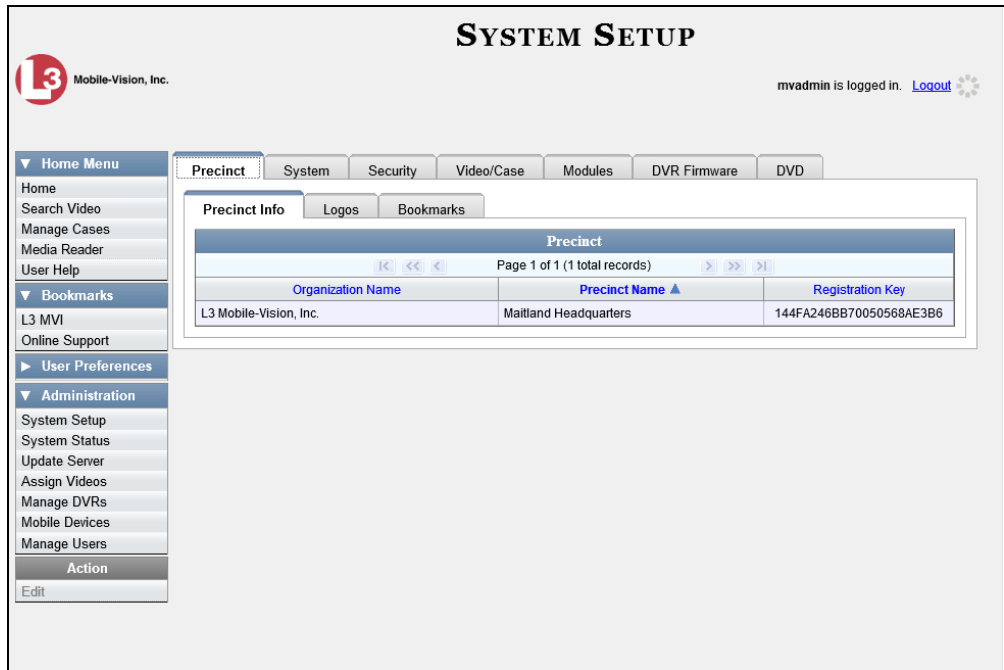 SYSTEM SETUP
L3 Mobile-Vision, Inc.
mvadmin is logged in. Logout
▼ Home Menu
Home
Search Video
Manage Cases
Media Reader
User Help
▼ Bookmarks
L3 MVI
Online Support
▶ User Preferences
▼ Administration
System Setup
System Status
Update Server
Assign Videos
Manage DVRs
Mobile Devices
Manage Users
Action
Edit
Precinct System Security Video/Case Modules DVR Firmware DVD
Precinct Info Logos Bookmarks
Precinct
|< << < Page 1 of 1 (1 total records) > >> >|
Organization Name Precinct Name ▲ Registration Key
L3 Mobile-Vision, Inc. Maitland Headquarters 144FA246BB70050568AE3B6